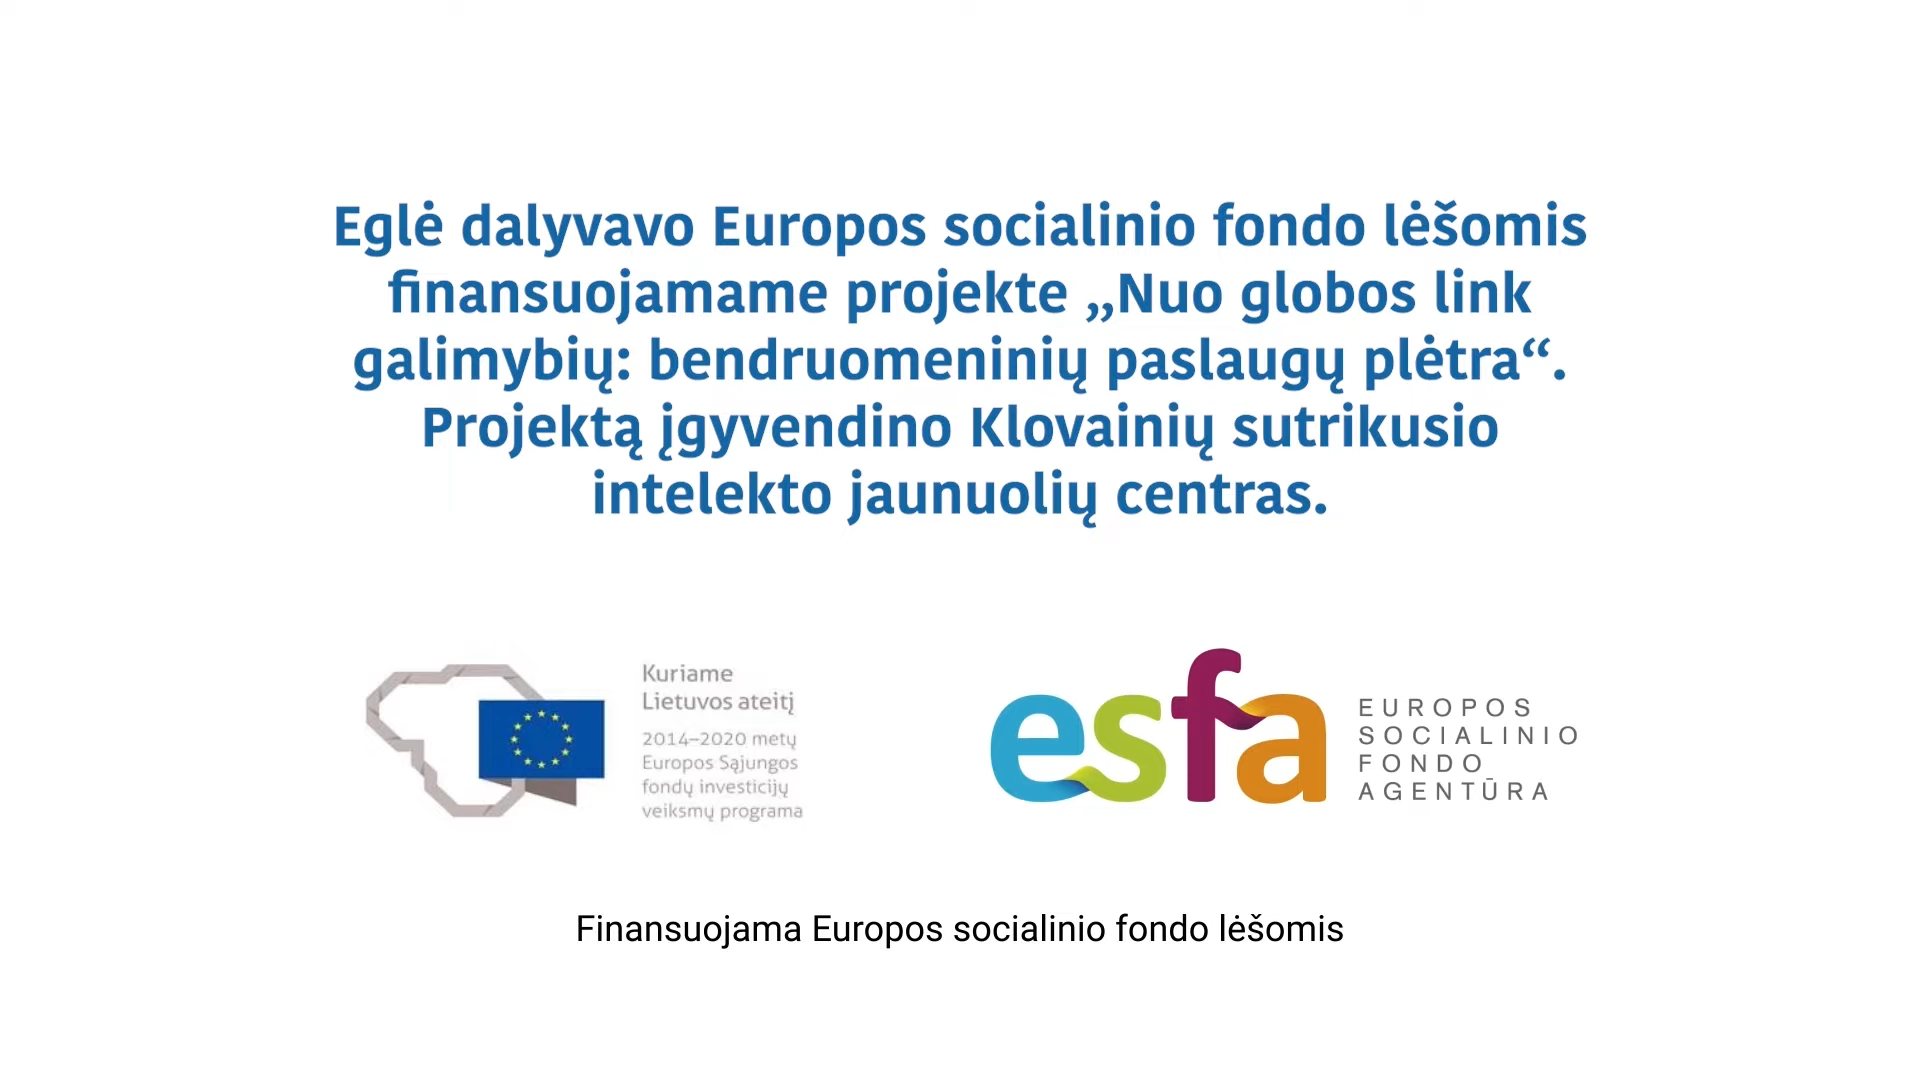 Eglė dalyvavo Europos socialinio fondo lėšomis
finansuojamame projekte „Nuo globos link
galimybių: bendruomeninių paslaugų plėtra“.
Projektą įgyvendino Klovainių sutrikusio
intelekto jaunuolių centras.
Kuriame
Lietuvos ateitį
2014–2020 metų
Europos Sąjungos
fondų investicijų
veiksmų programa
esfa
EUROPOS
SOCIALINIO
FONDO
AGENTŪRA
Finansuojama Europos socialinio fondo lėšomis